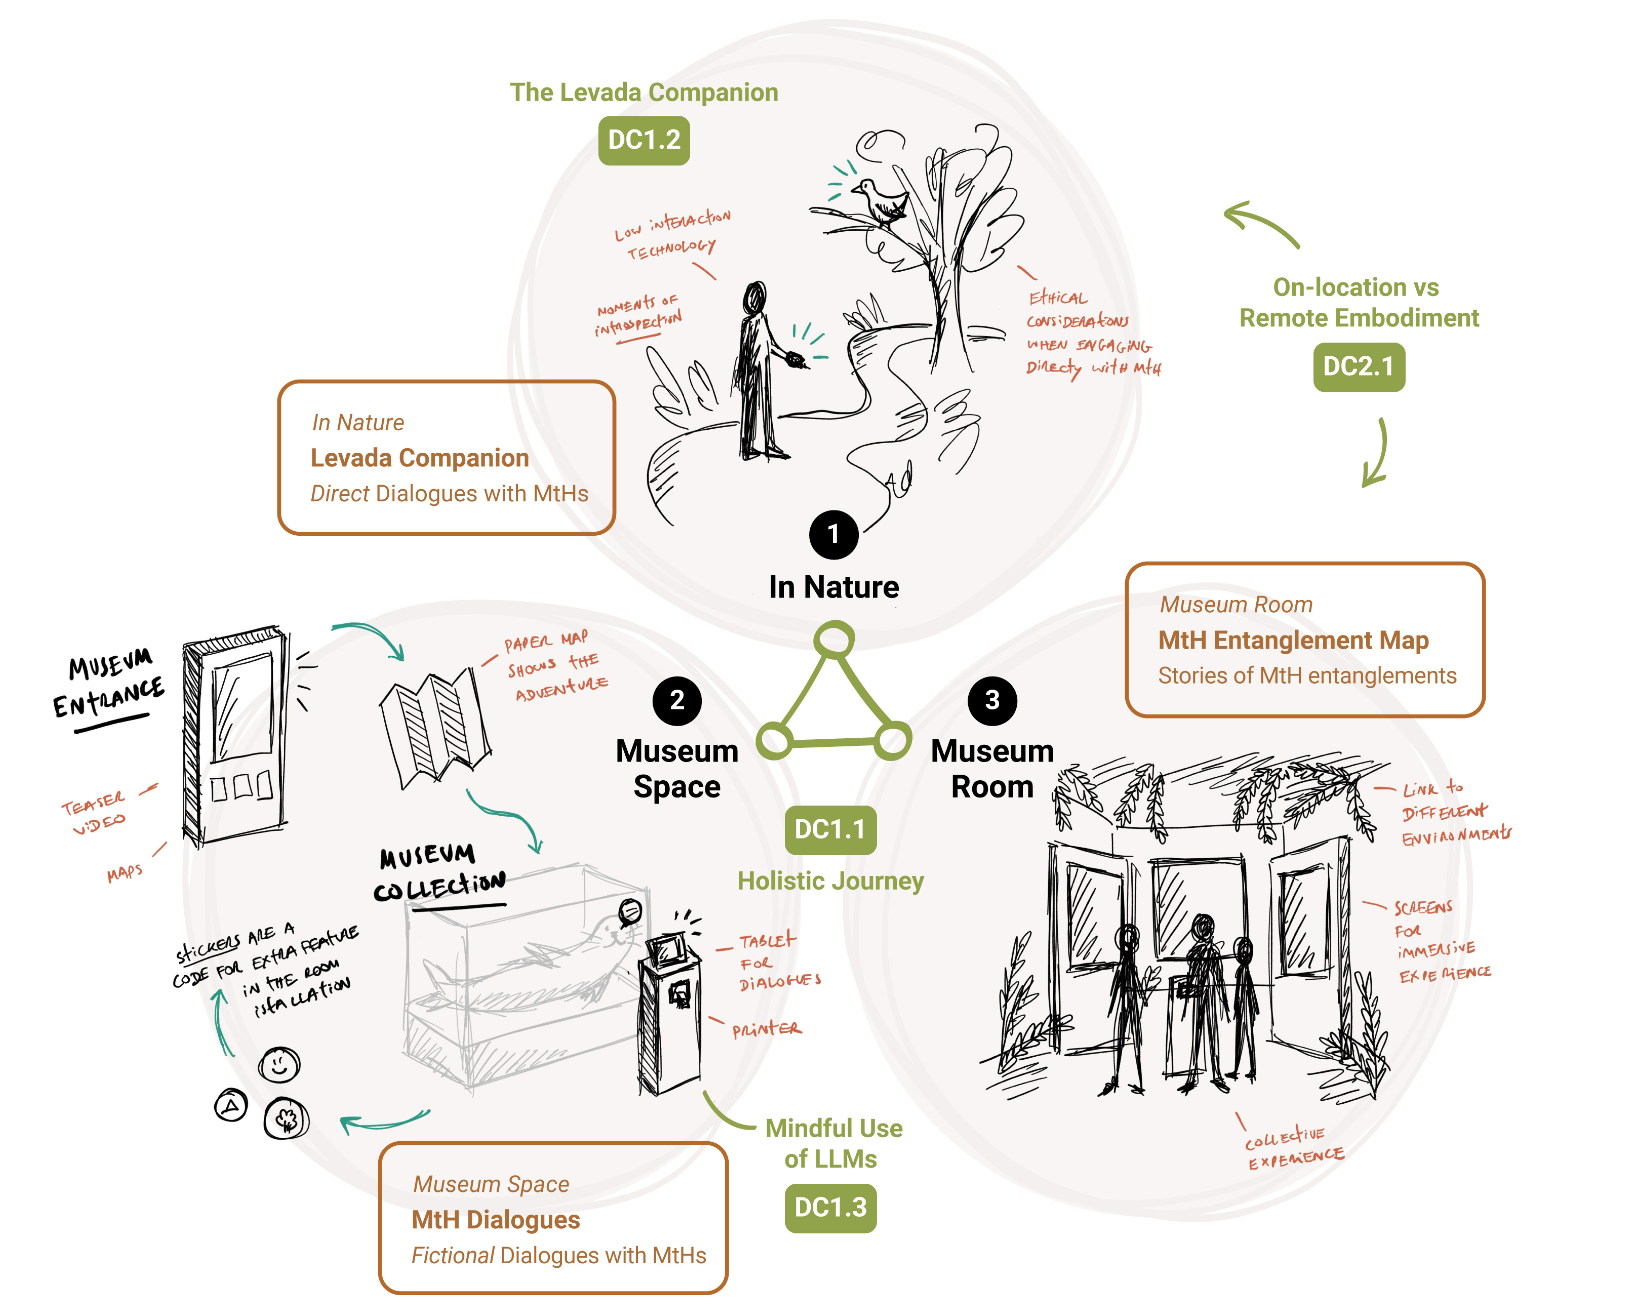 The Levada Companion
DC1.2
LOW INTERACTION
TECHNOLOGY
MOMENTS OF
INTROSPECTION
ETHICAL
CONSIDERATIONS
WHEN ENGAGING
DIRECTY WITH MtH
On-location vs
Remote Embodiment
DC2.1
In Nature
Levada Companion
Direct Dialogues with MtHs
1
In Nature
Museum Room
MtH Entanglement Map
Stories of MtH entanglements
MUSEUM
ENTRANCE
PAPER MAP
SHOWS THE
ADVENTURE
TEASER
VIDEO
MAPS
2
Museum
Space
3
Museum
Room
DC1.1
Holistic Journey
MUSEUM
COLLECTION
STICKERS ARE A
CODE FOR EXTRA FEATURE
IN THE ROOM
ISTALLATION
TABLET
FOR
DIALOGUES
PRINTER
LINK TO
DIFFERENT
ENVIRONMENTS
SCREENS
FOR
IMMERSIVE
EXPERIENCE
COLLECTIVE
EXPERIENCE
Mindful Use
of LLMs
DC1.3
Museum Space
MtH Dialogues
Fictional Dialogues with MtHs